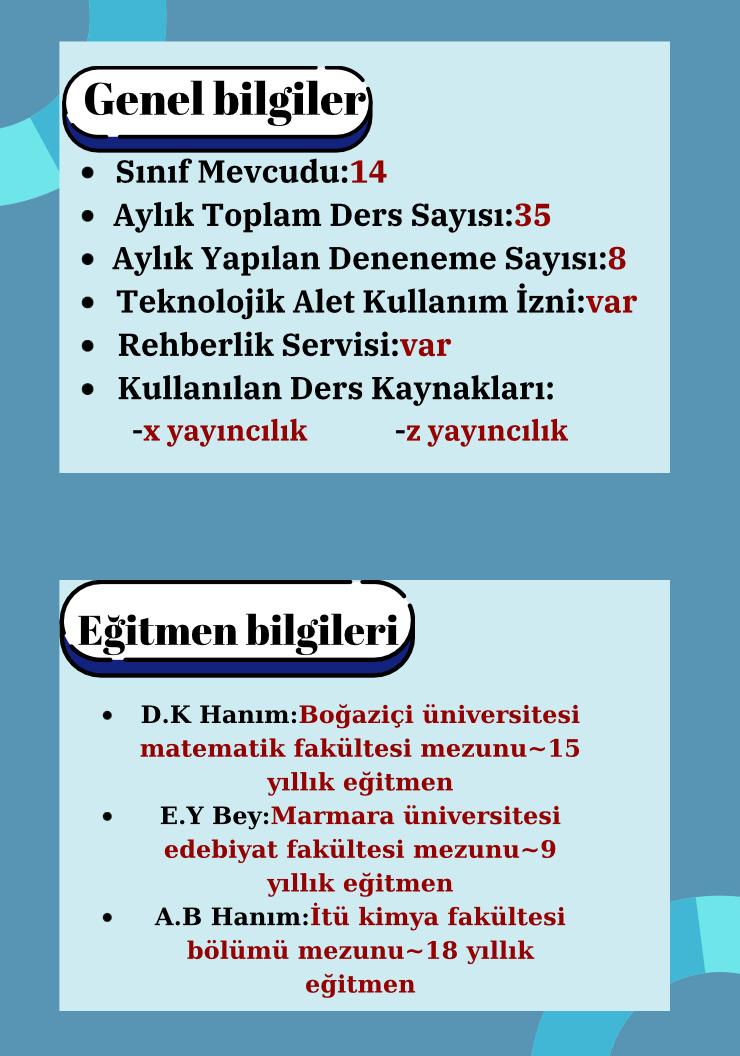 Genel bilgiler
• Sınıf Mevcudu:14
• Aylık Toplam Ders Sayısı:35
• Aylık Yapılan Deneneme Sayısı:8
• Teknolojik Alet Kullanım İzni:var
• Rehberlik Servisi:var
• Kullanılan Ders Kaynakları:
-x yayıncılık -z yayıncılık
Eğitmen bilgileri
• D.K Hanım:Boğaziçi üniversitesi
matematik fakültesi mezunu~15
yıllık eğitmen
• E.Y Bey:Marmara üniversitesi
edebiyat fakültesi mezunu~9
yıllık eğitmen
• A.B Hanım:İtü kimya fakültesi
bölümü mezunu~18 yıllık
eğitmen